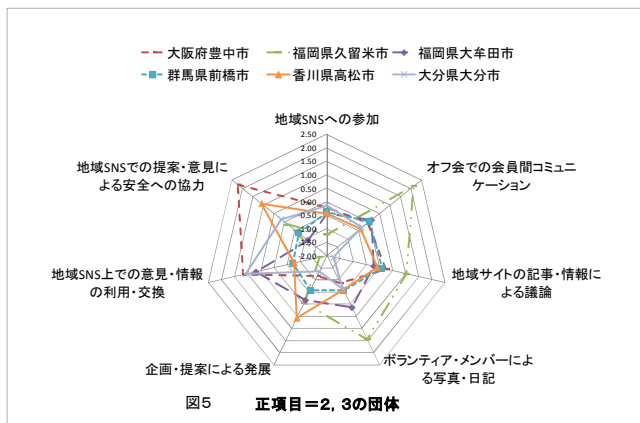 大阪府豊中市 福岡県久留米市 福岡県大牟田市
群馬県前橋市 香川県高松市 大分県大分市
地域SNSへの参加
2.50
2.00
1.50
1.00
0.50
0.00
-0.50
-1.00
-1.50
-2.00
地域SNSでの提案・意見に
よる安全への協力
オフ会での会員間コミュニ
ケーション
地域SNS上での意見・情報
の利用・交換
地域サイトの記事・情報に
よる議論
企画・提案による発展
ボランティア・メンバーによ
る写真・日記
図5 正項目=2, 3の団体